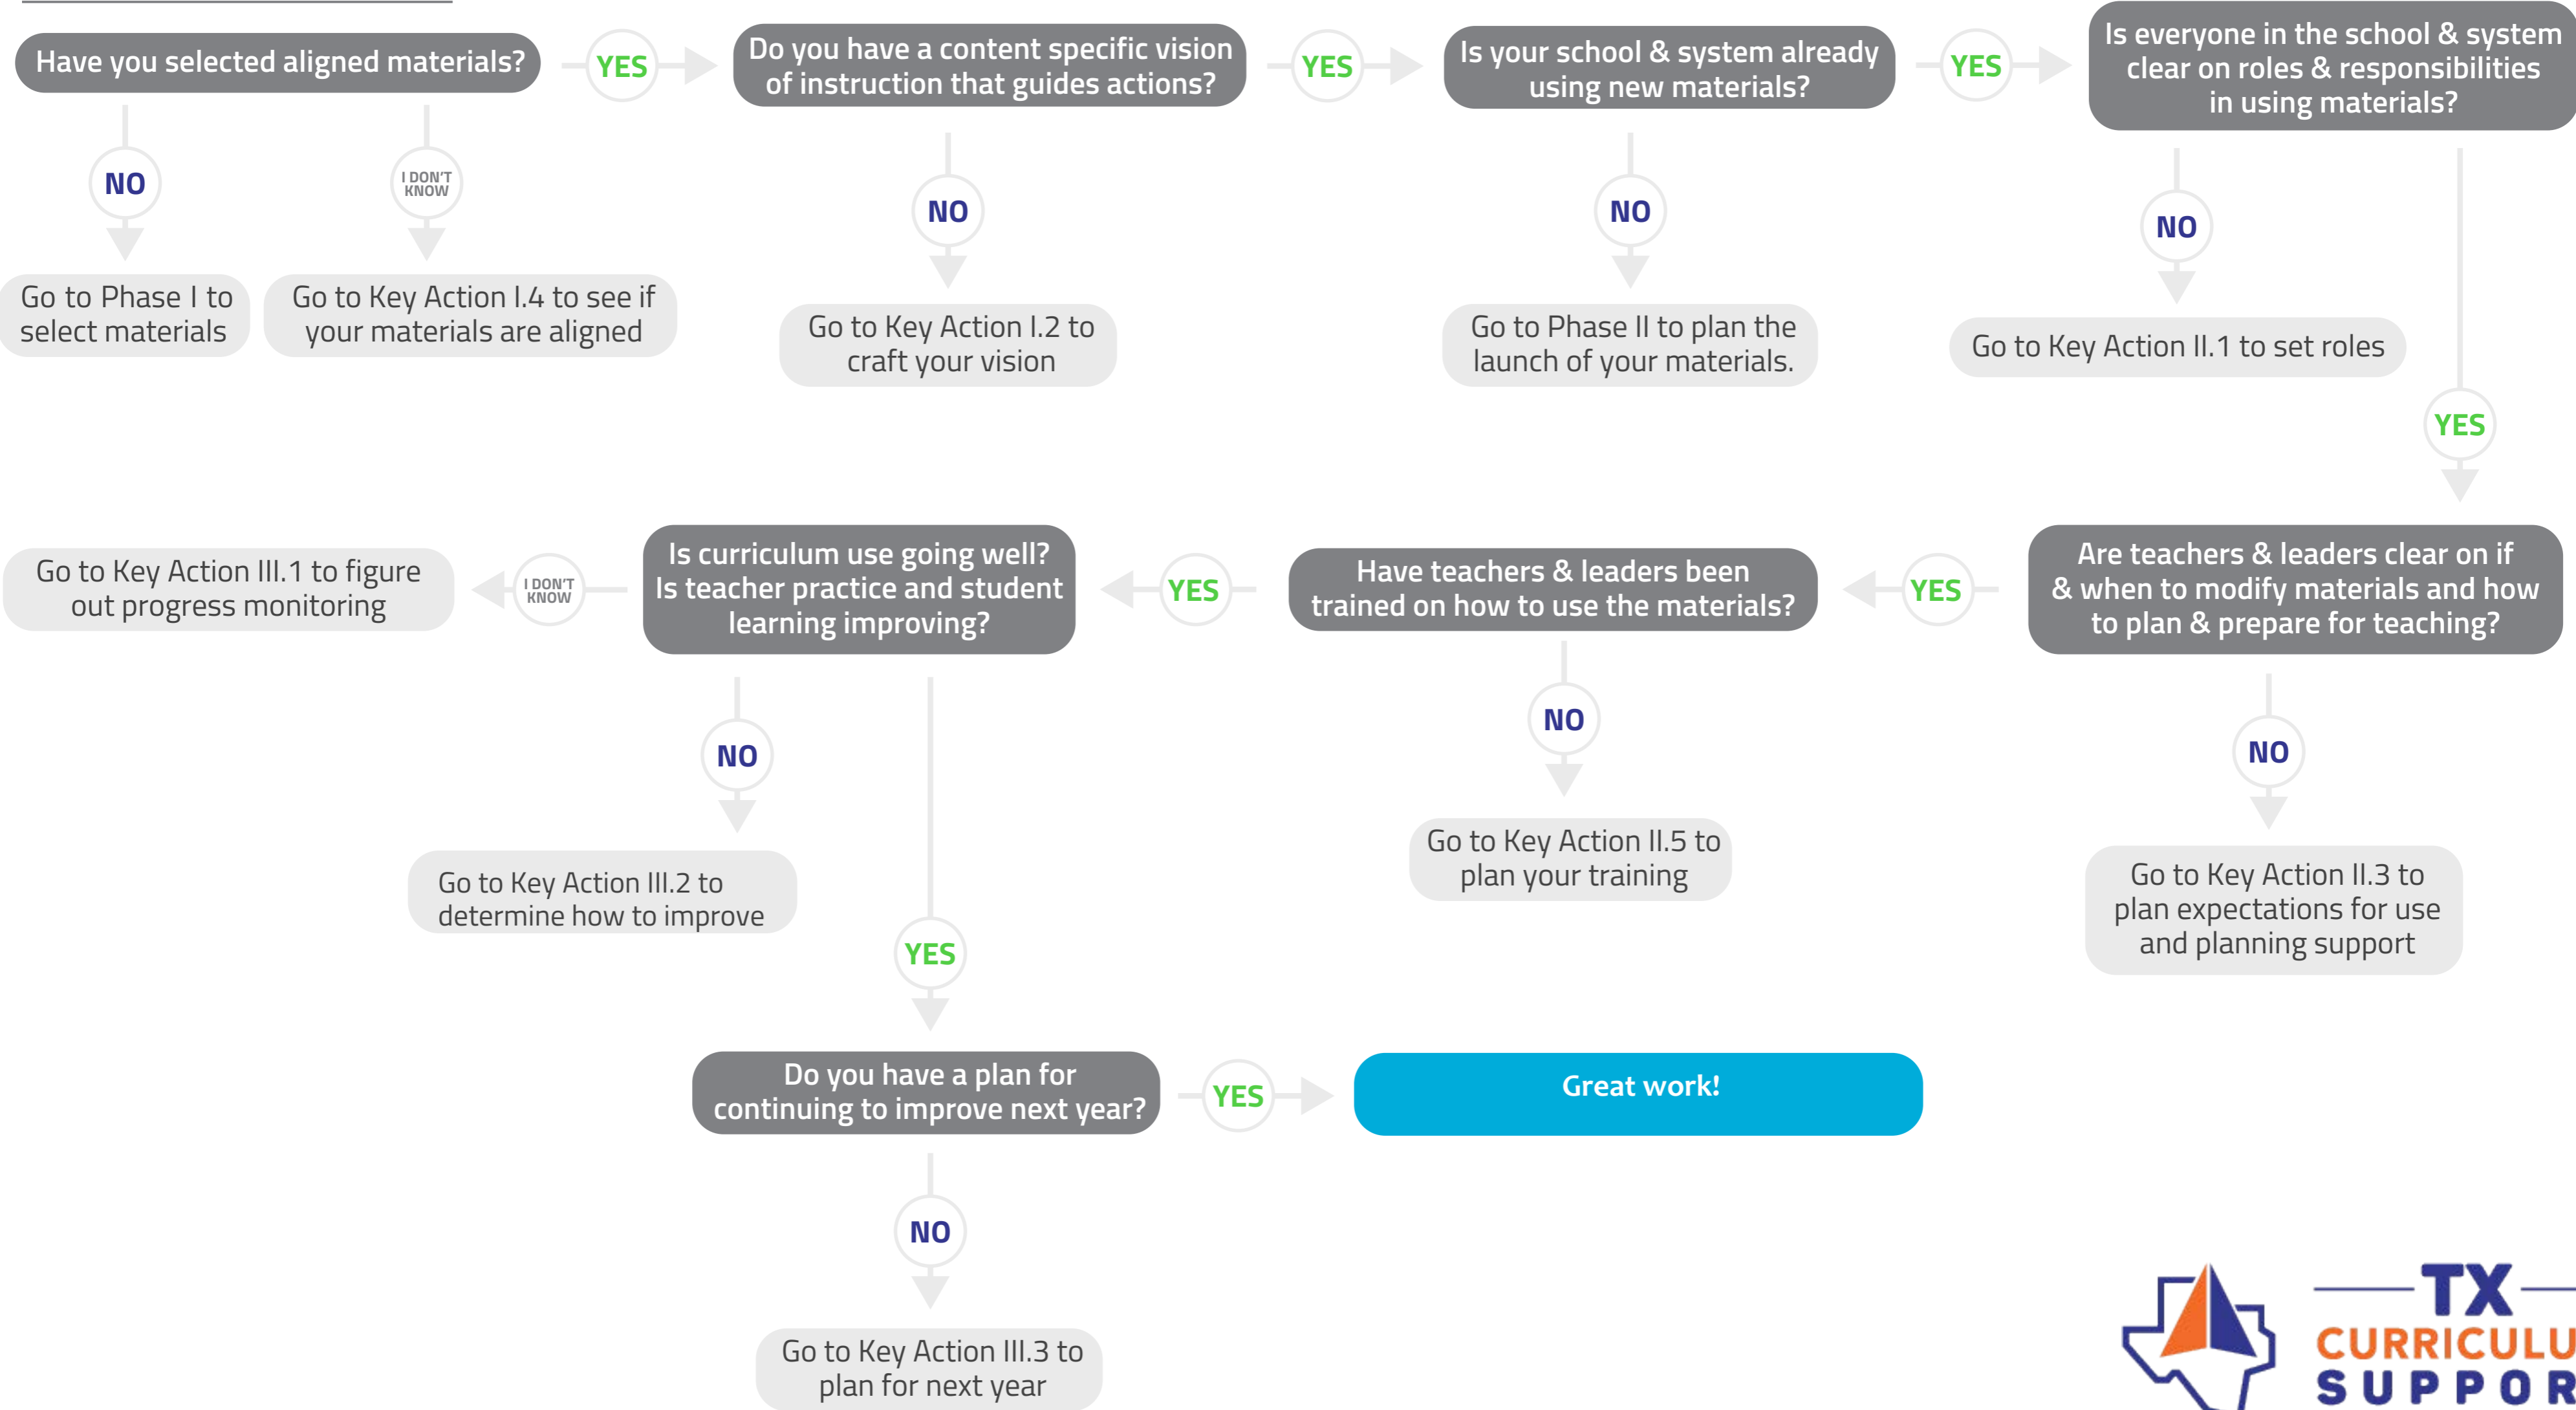 Have you selected aligned materials?
YES
Do you have a content specific vision
of instruction that guides actions?
YES
Is your school & system already
using new materials?
YES
Is everyone in the school & system
clear on roles & responsibilities
in using materials?
NO
I DON'T
KNOW
NO
NO
NO
YES
Go to Phase I to
select materials
Go to Key Action I.4 to see if
your materials are aligned
Go to Key Action I.2 to
craft your vision
Go to Phase II to plan the
launch of your materials.
Go to Key Action II.1 to set roles
Go to Key Action III.1 to figure
out progress monitoring
I DON'T
KNOW
Is curriculum use going well?
Is teacher practice and student
learning improving?
YES
Have teachers & leaders been
trained on how to use the materials?
YES
Are teachers & leaders clear on if
& when to modify materials and how
to plan & prepare for teaching?
NO
NO
NO
Go to Key Action III.2 to
determine how to improve
YES
Go to Key Action II.5 to
plan your training
Go to Key Action II.3 to
plan expectations for use
and planning support
Do you have a plan for
continuing to improve next year?
YES
Great work!
NO
Go to Key Action III.3 to
plan for next year
TX
CURRICULU
SUPPOR